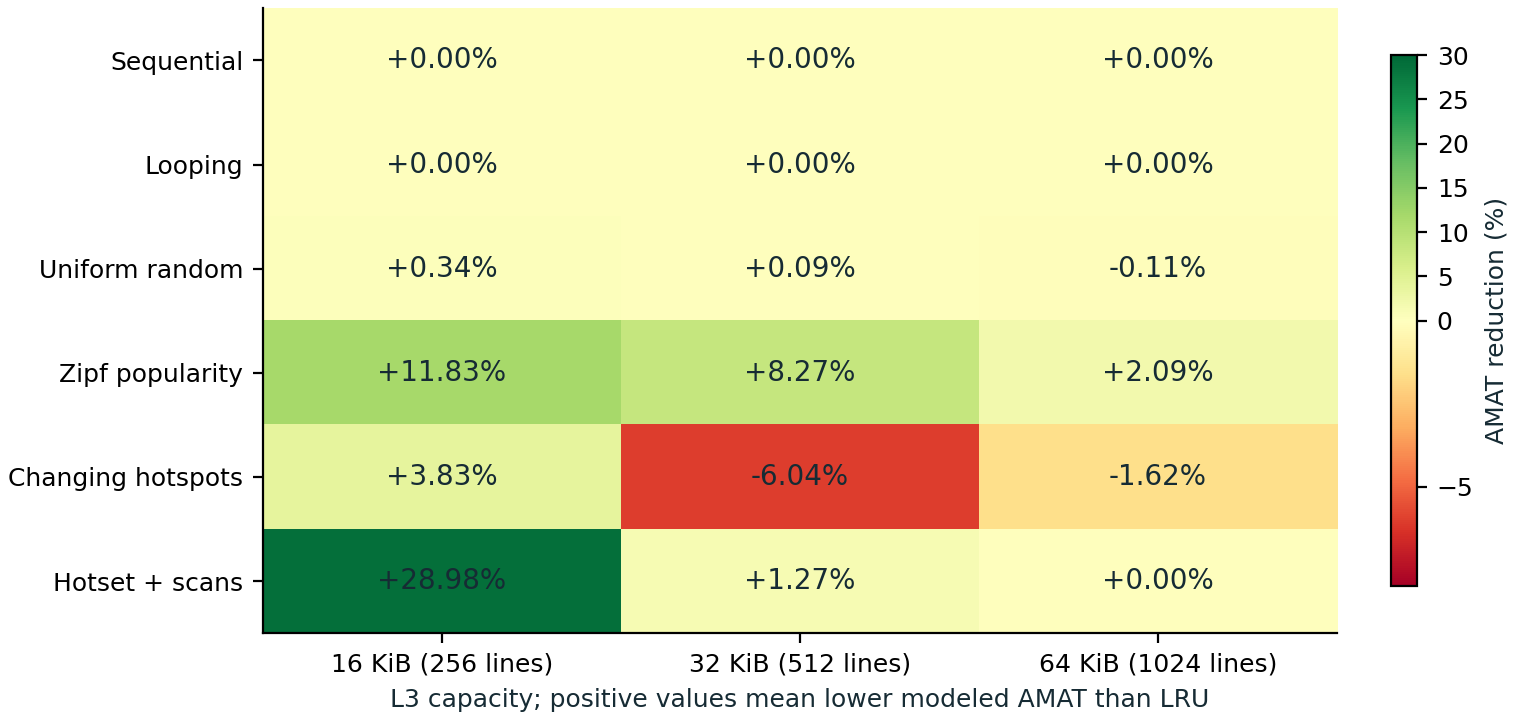 Sequential +0.00% +0.00% +0.00%
Looping +0.00% +0.00% +0.00%
Uniform random +0.34% +0.09% -0.11%
Zipf popularity +11.83% +8.27% +2.09%
Changing hotspots +3.83% -6.04% -1.62%
Hotset + scans +28.98% +1.27% +0.00%
16 KiB (256 lines) 32 KiB (512 lines) 64 KiB (1024 lines)
L3 capacity; positive values mean lower modeled AMAT than LRU
30
25
20
15
10
5
0
−5
AMAT reduction (%)